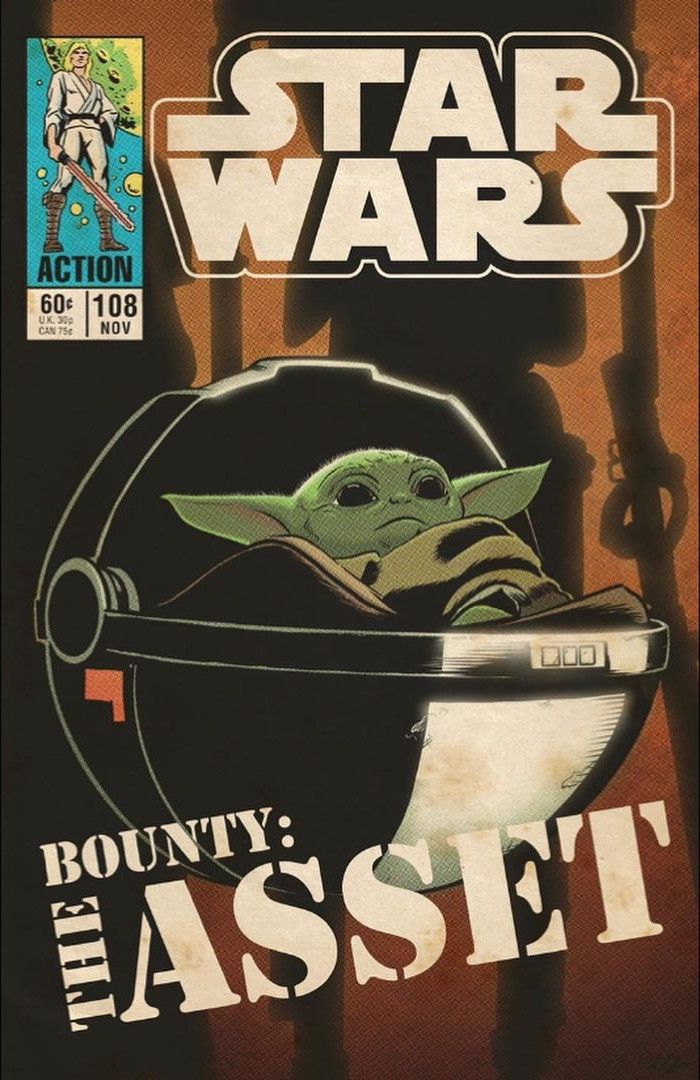 STAR
WARS
ACTION
60¢
U.K. 30p
CAN 75¢
108
NOV
BOUNTY:
THE
ASSET